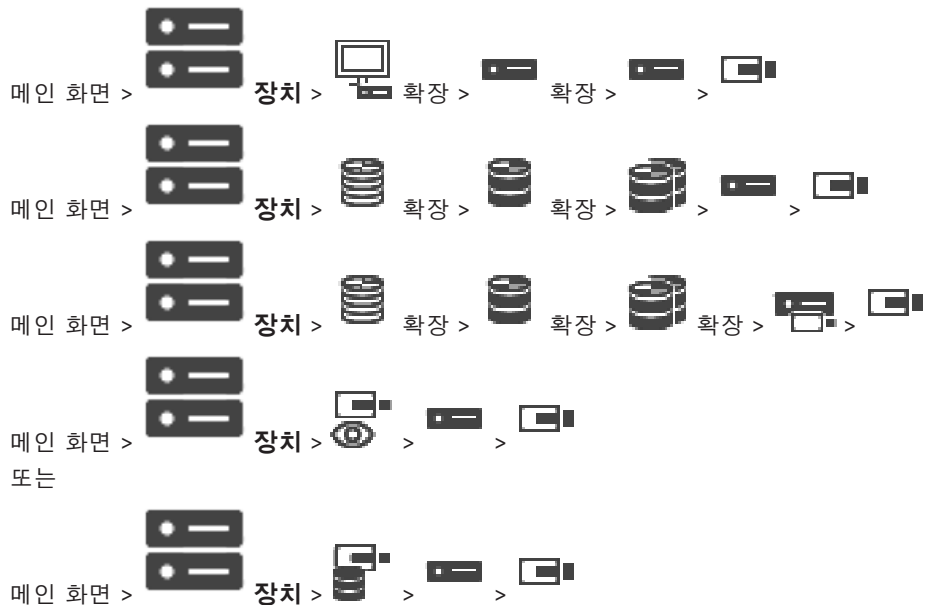 메인 화면 > 장치 > 확장 > 확장 > >
메인 화면 > 장치 > 확장 > 확장 > > >
메인 화면 > 장치 > 확장 > 확장 > 확장 > >
메인 화면 > 장치 > > >
또는
메인 화면 > 장치 > > >